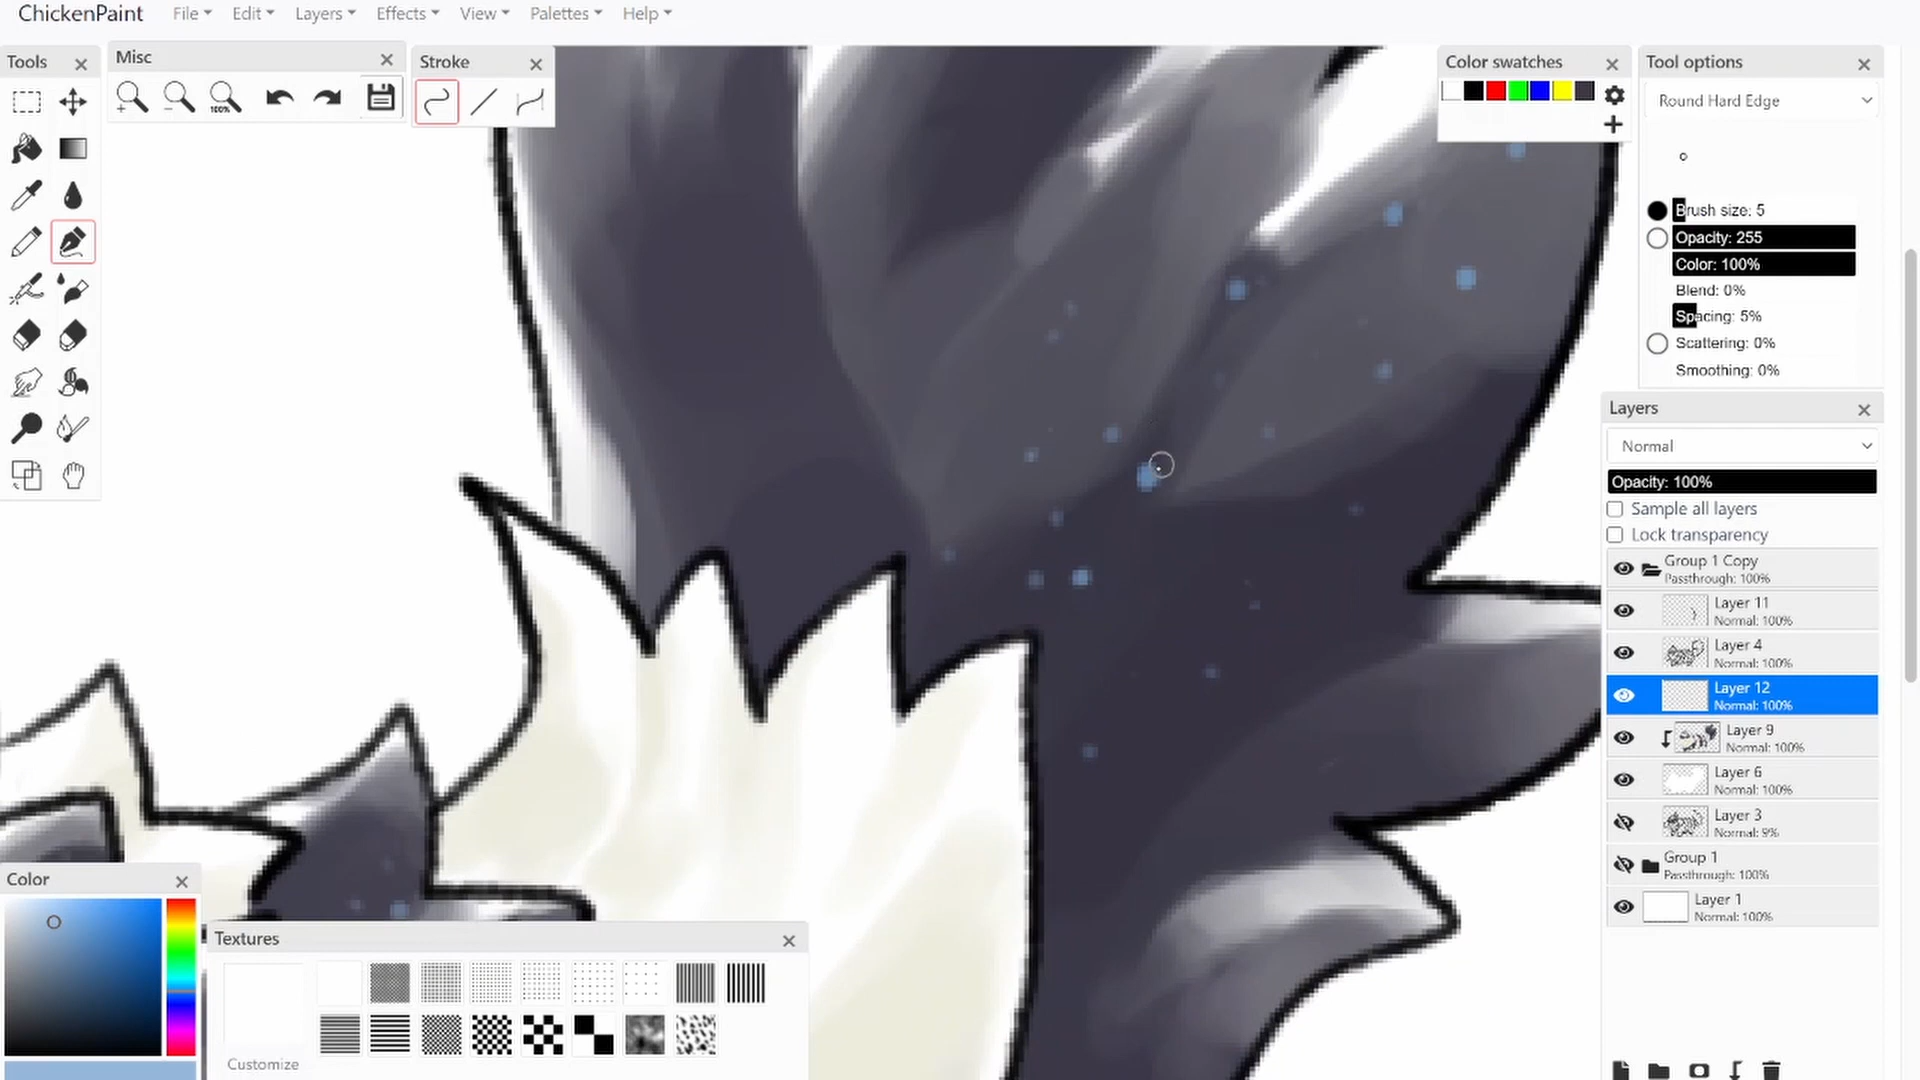 ChickenPaint File Edit Layers Effects View Palettes Help
Tools
Misc
100%
Stroke
Color swatches
Tool options
Round Hard Edge
Brush size: 5
Opacity: 255
Color: 100%
Blend: 0%
Spacing: 5%
Scattering: 0%
Smoothing: 0%
Layers
Normal
Opacity: 100%
Sample all layers
Lock transparency
Group 1 Copy
Passthrough: 100%
Layer 11
Normal: 100%
Layer 4
Normal: 100%
Layer 12
Normal: 100%
Layer 9
Normal: 100%
Layer 6
Normal: 100%
Layer 3
Normal: 9%
Group 1
Passthrough: 100%
Layer 1
Normal: 100%
Color
Textures
Customize